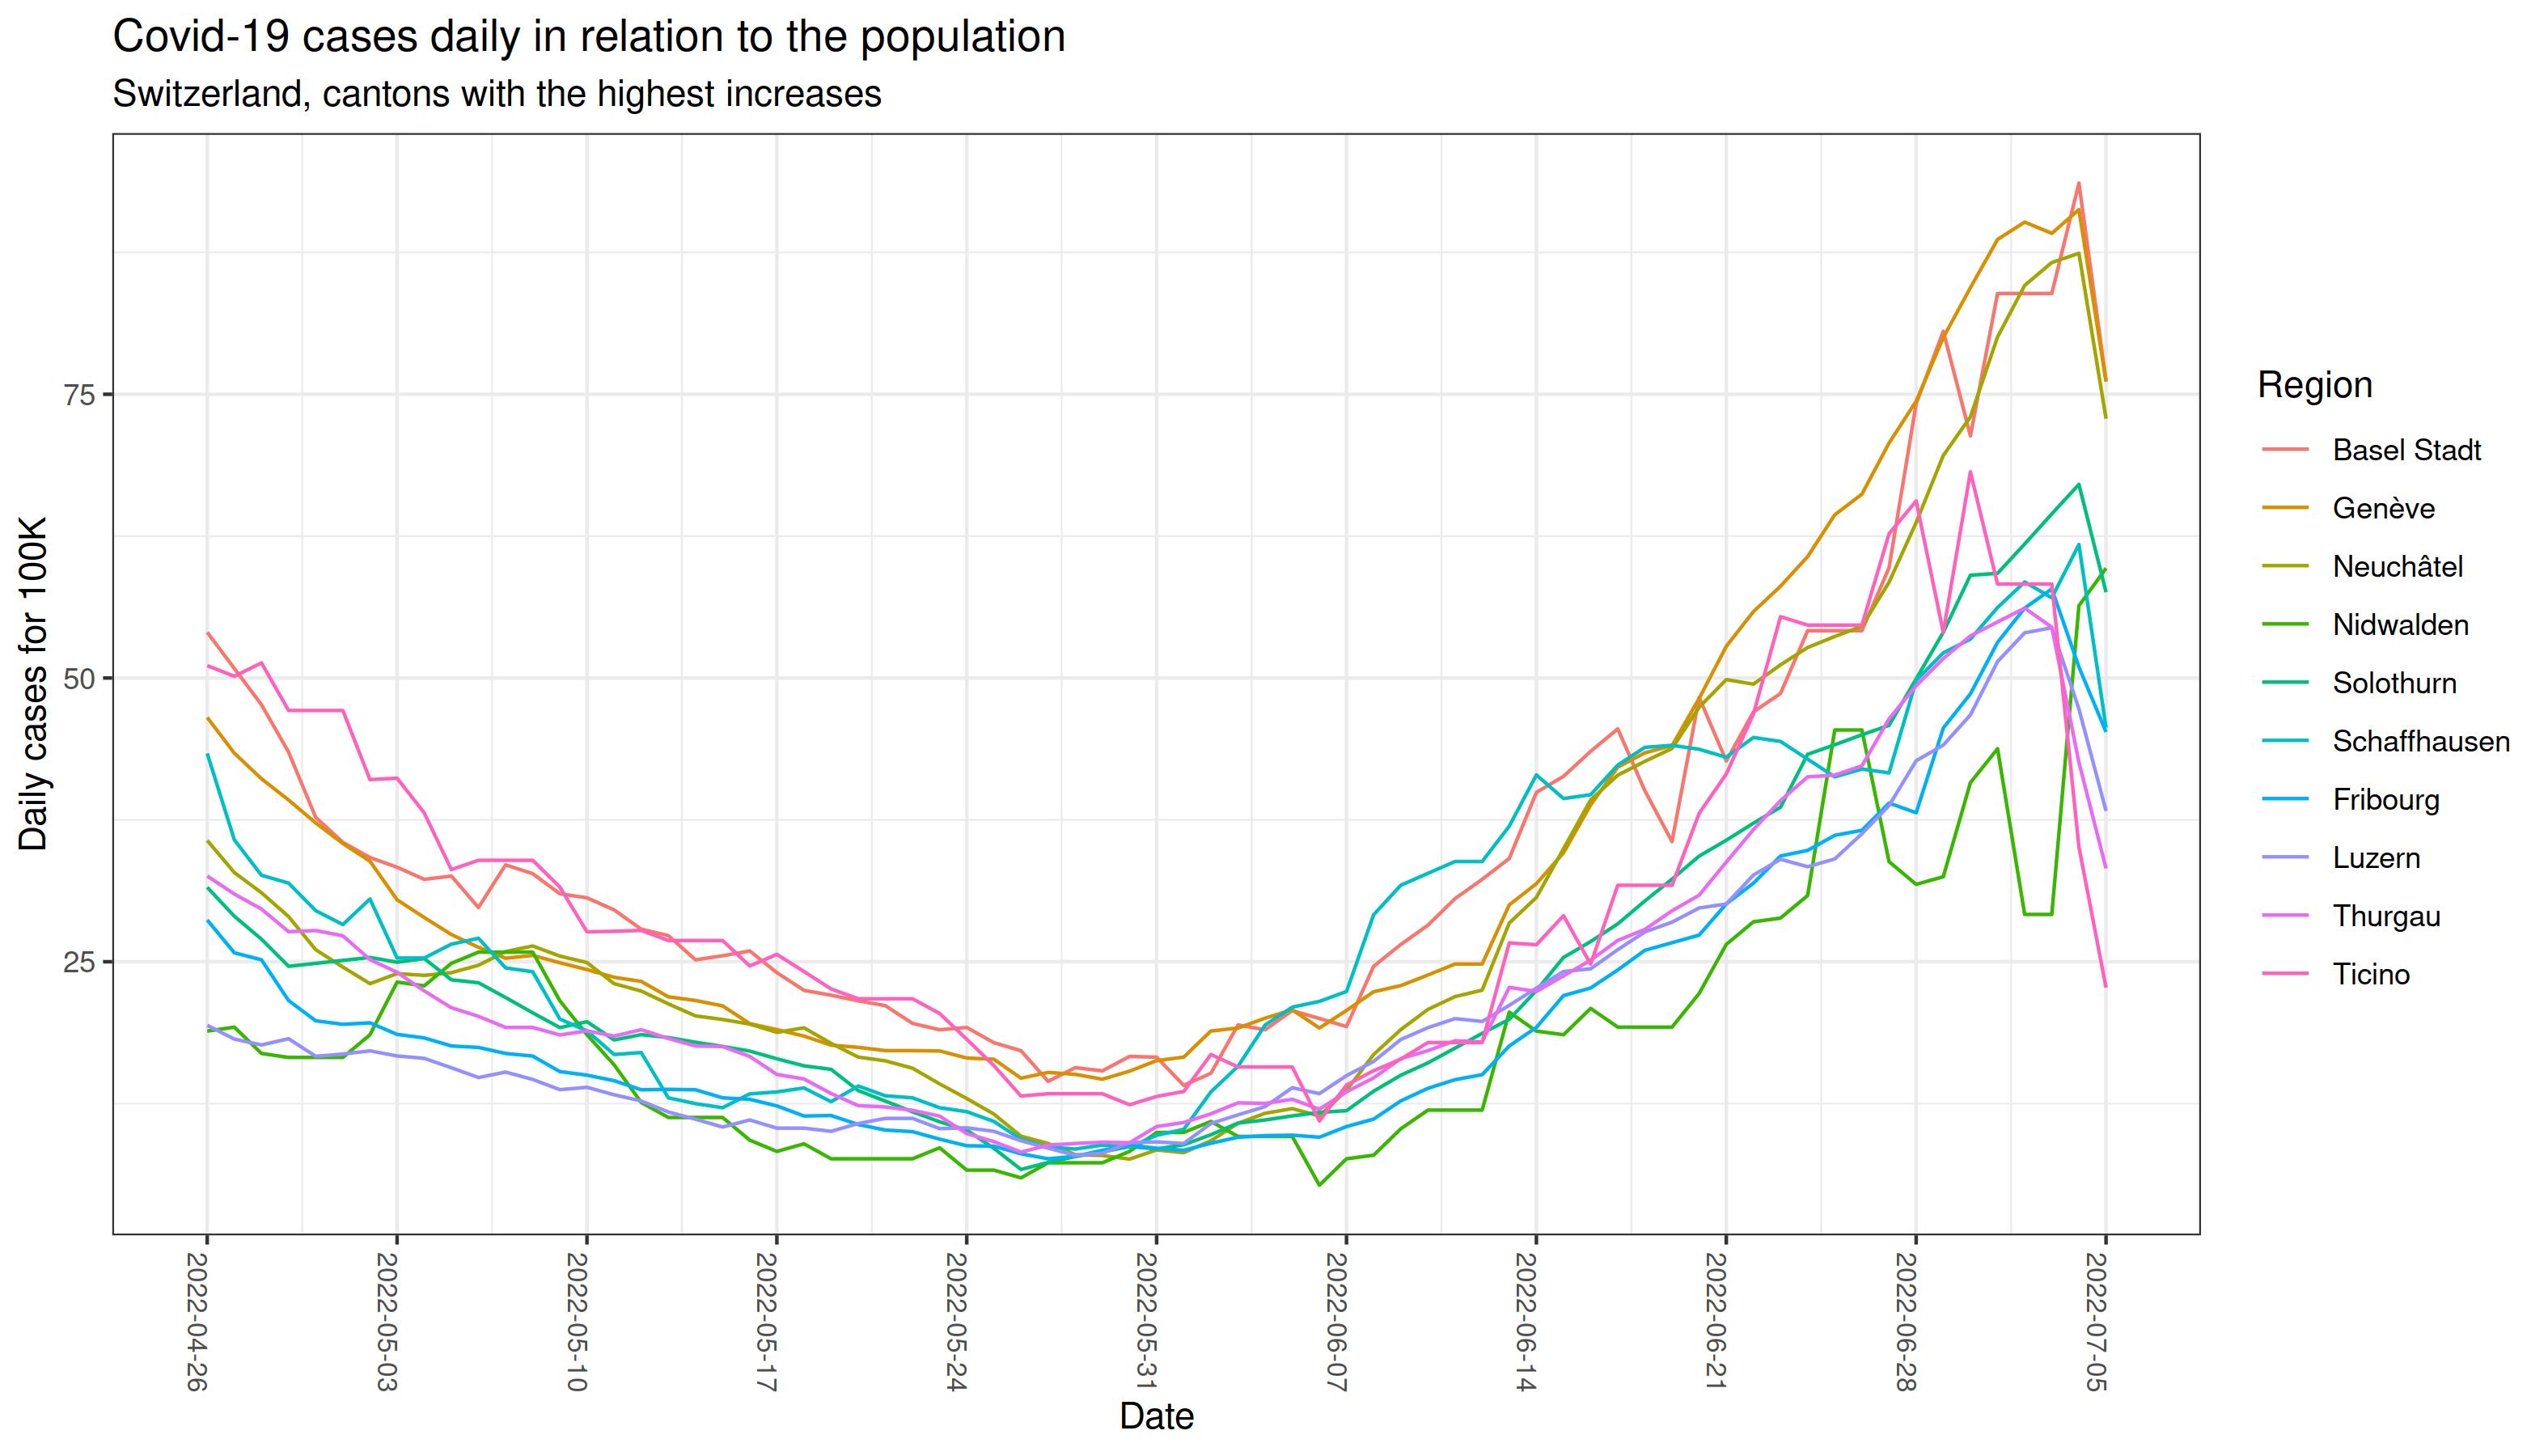 Covid-19 cases daily in relation to the population
Switzerland, cantons with the highest increases
Daily cases for 100K
75
50
25
2022-04-26
2022-05-03
2022-05-10
2022-05-17
2022-05-24
2022-05-31
2022-06-07
2022-06-14
2022-06-21
2022-06-28
2022-07-05
Date
Region
Basel Stadt
Genève
Neuchâtel
Nidwalden
Solothurn
Schaffhausen
Fribourg
Luzern
Thurgau
Ticino